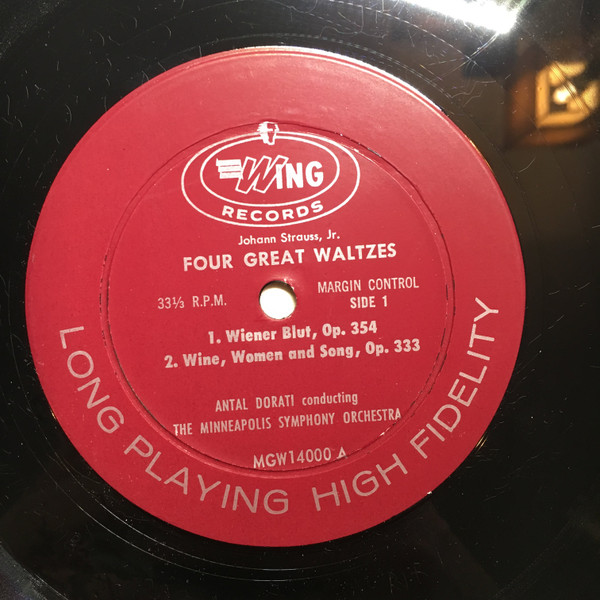 WING
RECORDS
Johann Strauss, Jr.
FOUR GREAT WALTZES
33⅓ R.P.M.
MARGIN CONTROL
SIDE 1
1. Wiener Blut, Op. 354
2. Wine, Women and Song, Op. 333
ANTAL DORATI conducting
THE MINNEAPOLIS SYMPHONY ORCHESTRA
MGW14000 A
LONG PLAYING HIGH FIDELITY